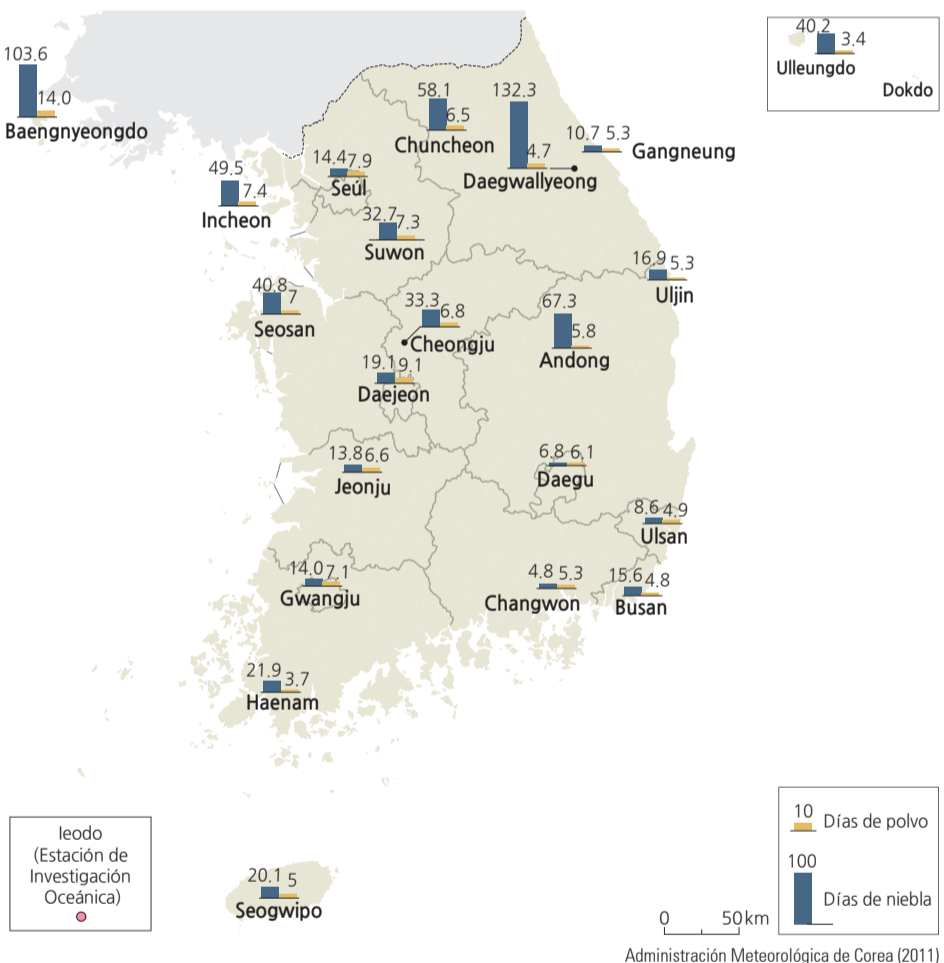 40.2 3.4
Ulleungdo
Dokdo
103.6
14.0
Baengnyeongdo
58.1
6.5
Chuncheon
132.3
4.7
Daegwallyeong
10.7 5.3
Gangneung
14.4 7.9
Seúl
49.5
7.4
Incheon
32.7 7.3
Suwon
16.9 5.3
Uljin
40.8 7
Seosan
33.3 6.8
Cheongju
67.3
5.8
Andong
19.1 9.1
Daejeon
13.8 6.6
Jeonju
6.8 6.1
Daegu
8.6 4.9
Ulsan
14.0 7.1
Gwangju
4.8 5.3
Changwon
15.6 4.8
Busan
21.9 3.7
Haenam
Ieodo
(Estación de
Investigación
Oceánica)
20.1 5
Seogwipo
10
Días de polvo
100
Días de niebla
0 50 km
Administración Meteorológica de Corea (2011)